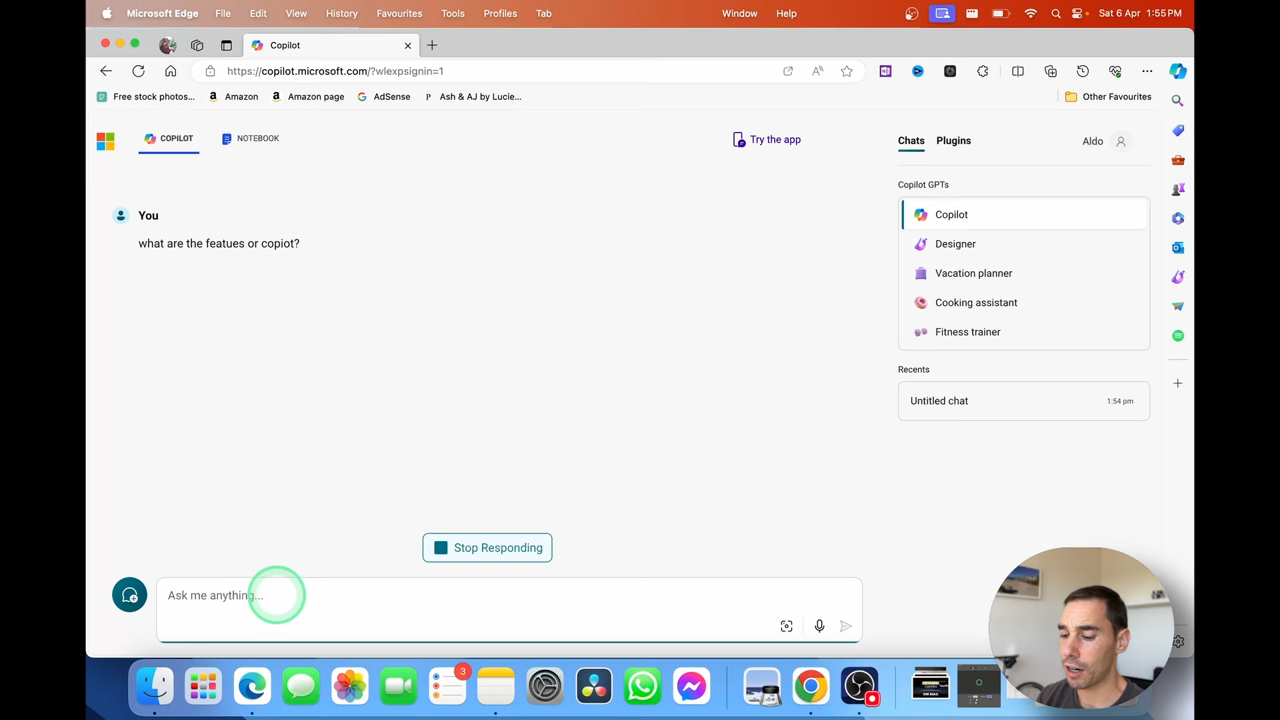 Microsoft Edge File Edit View History Favourites Tools Profiles Tab Window Help Sat 6 Apr 1:55 PM
Copilot
https://copilot.microsoft.com/?wlexpsignin=1
Free stock photos... Amazon Amazon page AdSense Ash & AJ by Lucie... Other Favourites
COPILOT NOTEBOOK Try the app Chats Plugins Aldo
Copilot GPTs
You
Copilot
what are the featues or copiot?
Designer
Vacation planner
Cooking assistant
Fitness trainer
Recents
Untitled chat 1:54 pm
Stop Responding
Ask me anything...
3